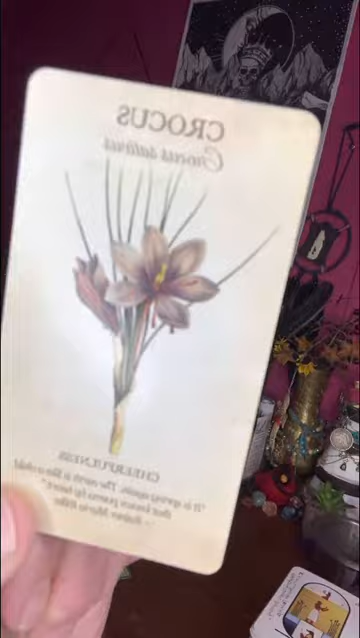 CROCUS
Crocus sativus
CHEERFULNESS
"It is spring again. The earth is like a child
that knows poems by heart."
- Rainer Maria Rilke